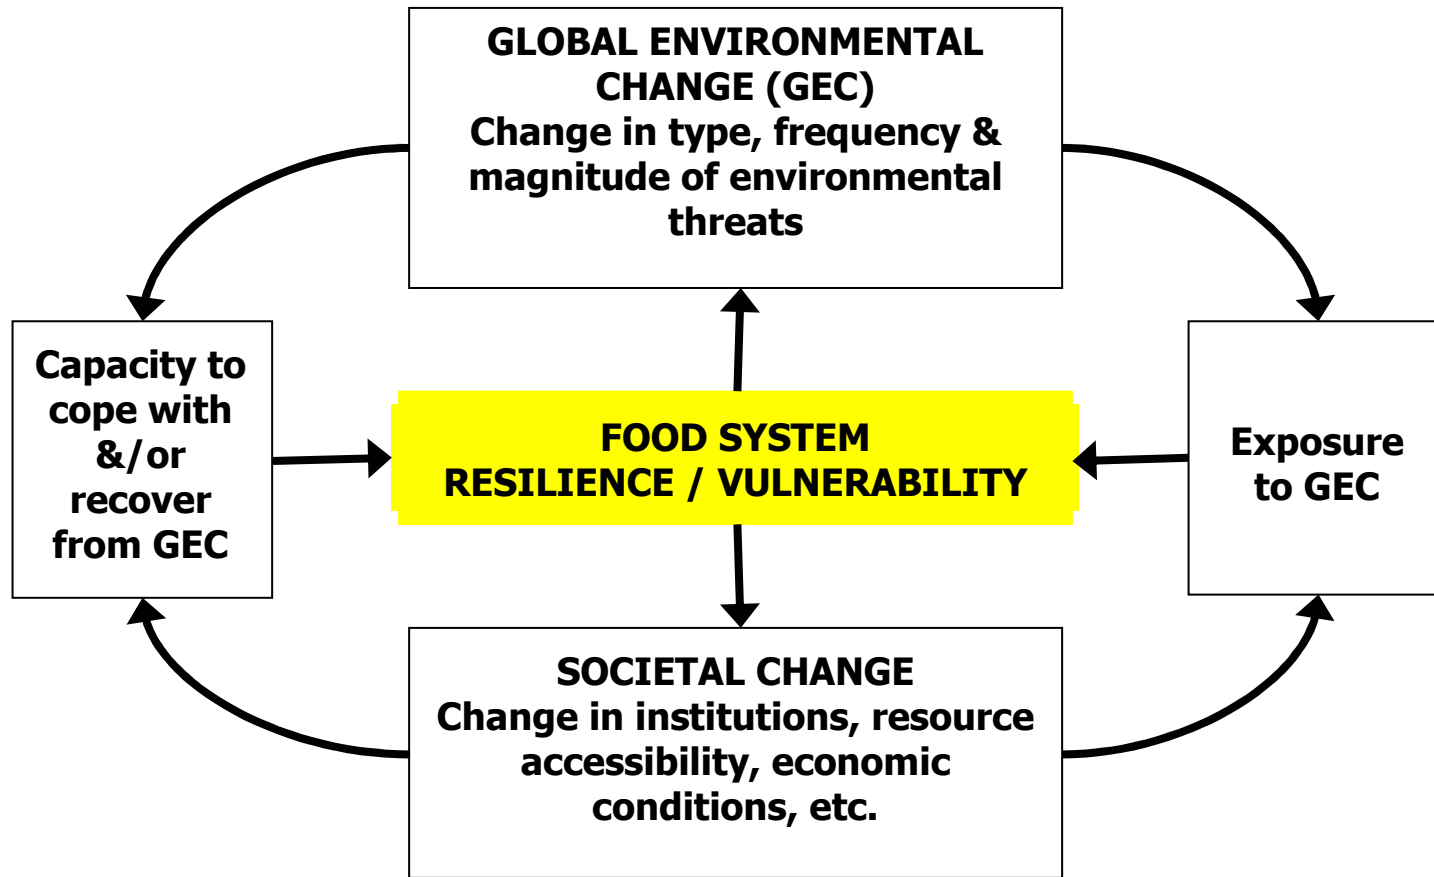 GLOBAL ENVIRONMENTAL
CHANGE (GEC)
Change in type, frequency &
magnitude of environmental
threats
Capacity to
cope with
&/or
recover
from GEC
FOOD SYSTEM
RESILIENCE / VULNERABILITY
Exposure
to GEC
SOCIETAL CHANGE
Change in institutions, resource
accessibility, economic
conditions, etc.